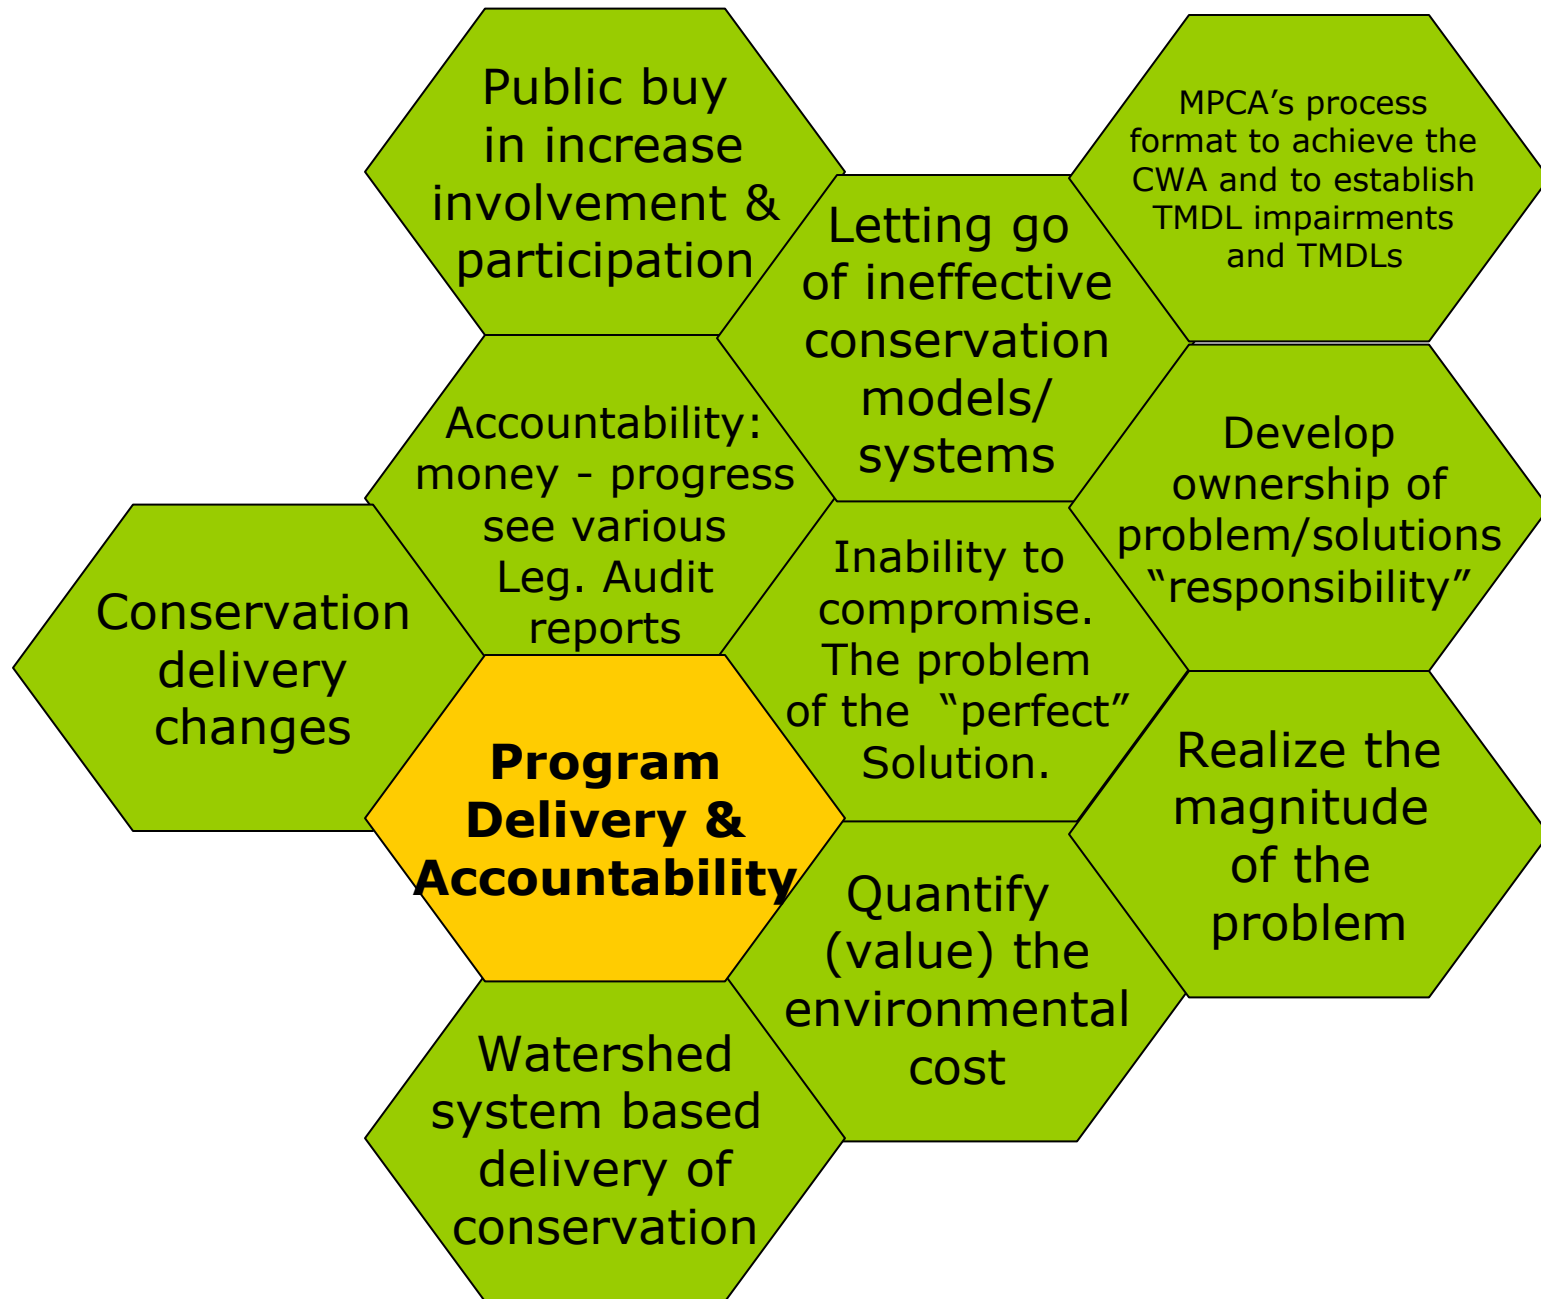 Public buy
in increase
involvement &
participation
MPCA’s process
format to achieve the
CWA and to establish
TMDL impairments
and TMDLs
Letting go
of ineffective
conservation
models/
systems
Accountability:
money - progress
see various
Leg. Audit
reports
Develop
ownership of
problem/solutions
“responsibility”
Conservation
delivery
changes
Inability to
compromise.
The problem
of the “perfect”
Solution.
Program
Delivery &
Accountability
Realize the
magnitude
of the
problem
Quantify
(value) the
environmental
cost
Watershed
system based
delivery of
conservation